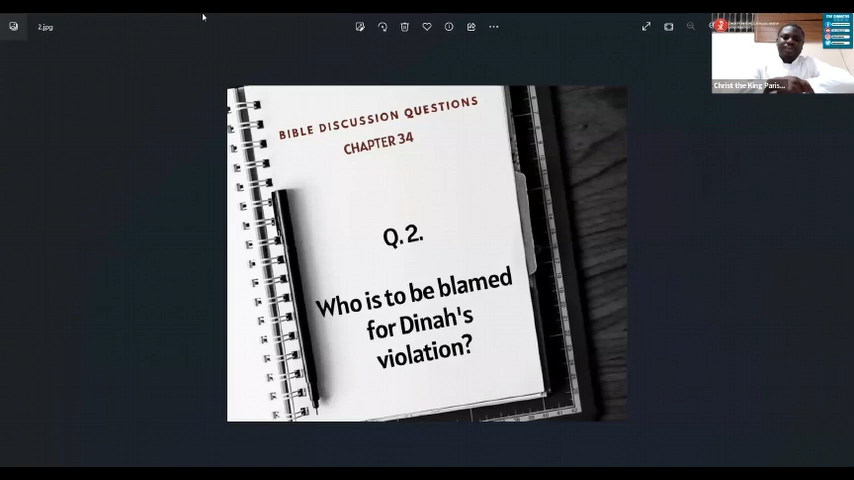 2.jpg
Christ the King Paris...
BIBLE DISCUSSION QUESTIONS
CHAPTER 34
Q.2.
Who is to be blamed
for Dinah's
violation?